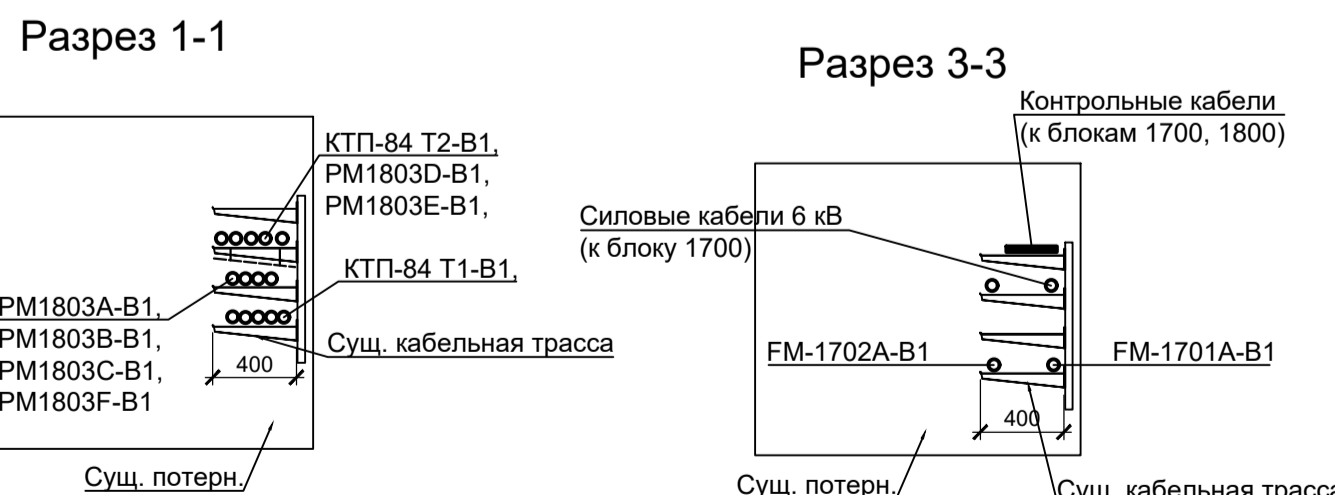 Разрез 1-1
КТП-84 Т2-В1,
РМ1803D-В1,
РМ1803Е-В1,
КТП-84 Т1-В1,
РМ1803А-В1,
РМ1803В-В1,
РМ1803С-В1,
РМ1803F-В1
Сущ. кабельная трасса
400
Сущ. потерн.
Разрез 3-3
Контрольные кабели
(к блокам 1700, 1800)
Силовые кабели 6 кВ
(к блоку 1700)
FM-1702A-B1
FM-1701A-B1
400
Сущ. потерн.
Сущ. кабельная трасса